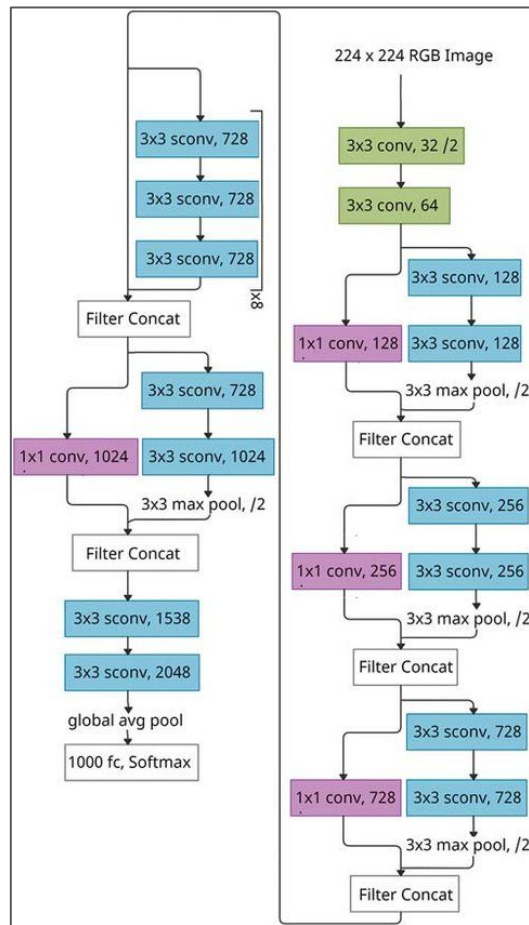 3x3 sconv, 728
3x3 sconv, 728
3x3 sconv, 728
x8
Filter Concat
3x3 sconv, 728
1x1 conv, 1024
3x3 sconv, 1024
3x3 max pool, /2
Filter Concat
3x3 sconv, 1538
3x3 sconv, 2048
global avg pool
1000 fc, Softmax
224 x 224 RGB Image
3x3 conv, 32 /2
3x3 conv, 64
3x3 sconv, 128
1x1 conv, 128
3x3 sconv, 128
3x3 max pool, /2
Filter Concat
3x3 sconv, 256
1x1 conv, 256
3x3 sconv, 256
3x3 max pool, /2
Filter Concat
3x3 sconv, 728
1x1 conv, 728
3x3 sconv, 728
3x3 max pool, /2
Filter Concat